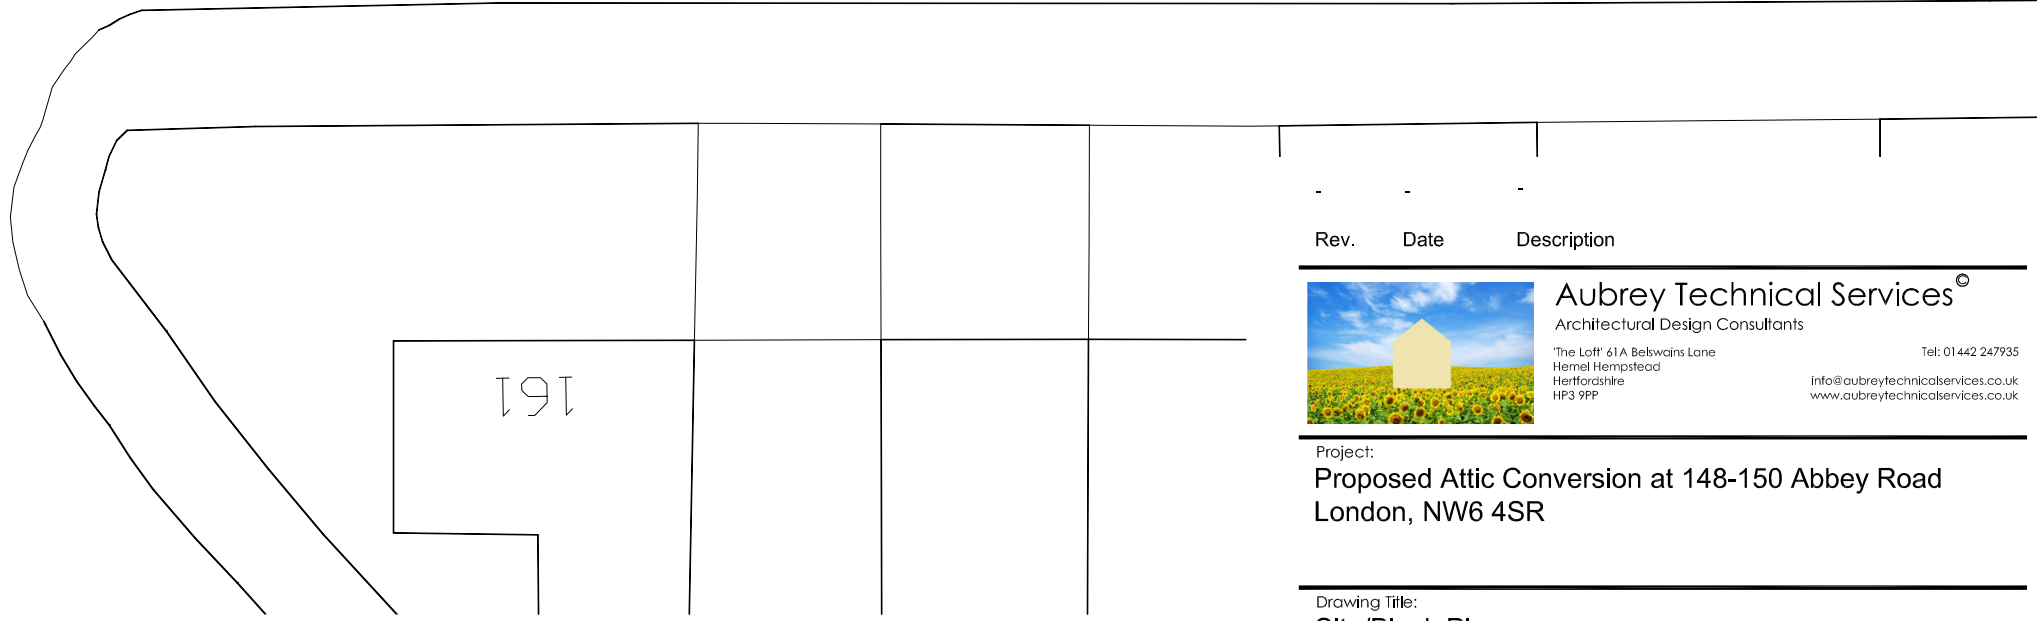 161
- - -
Rev. Date Description
Aubrey Technical Services©
Architectural Design Consultants
'The Loft' 61A Belswains Lane
Hemel Hempstead
Hertfordshire
HP3 9PP
Tel: 01442 247935
info@aubreytechnicalservices.co.uk
www.aubreytechnicalservices.co.uk
Project:
Proposed Attic Conversion at 148-150 Abbey Road
London, NW6 4SR
Drawing Title: